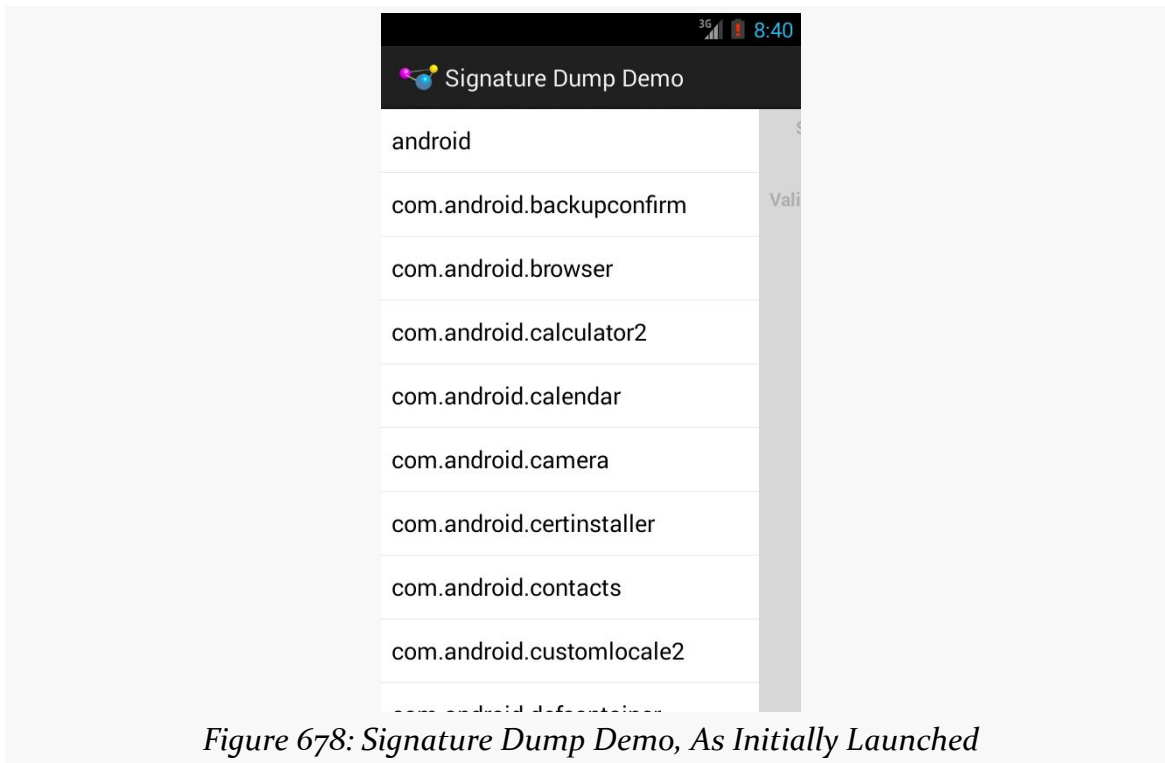 3G 8:40
Signature Dump Demo
android
com.android.backupconfirm
Vali
com.android.browser
com.android.calculator2
com.android.calendar
com.android.camera
com.android.certinstaller
com.android.contacts
com.android.customlocale2
Figure 678: Signature Dump Demo, As Initially Launched